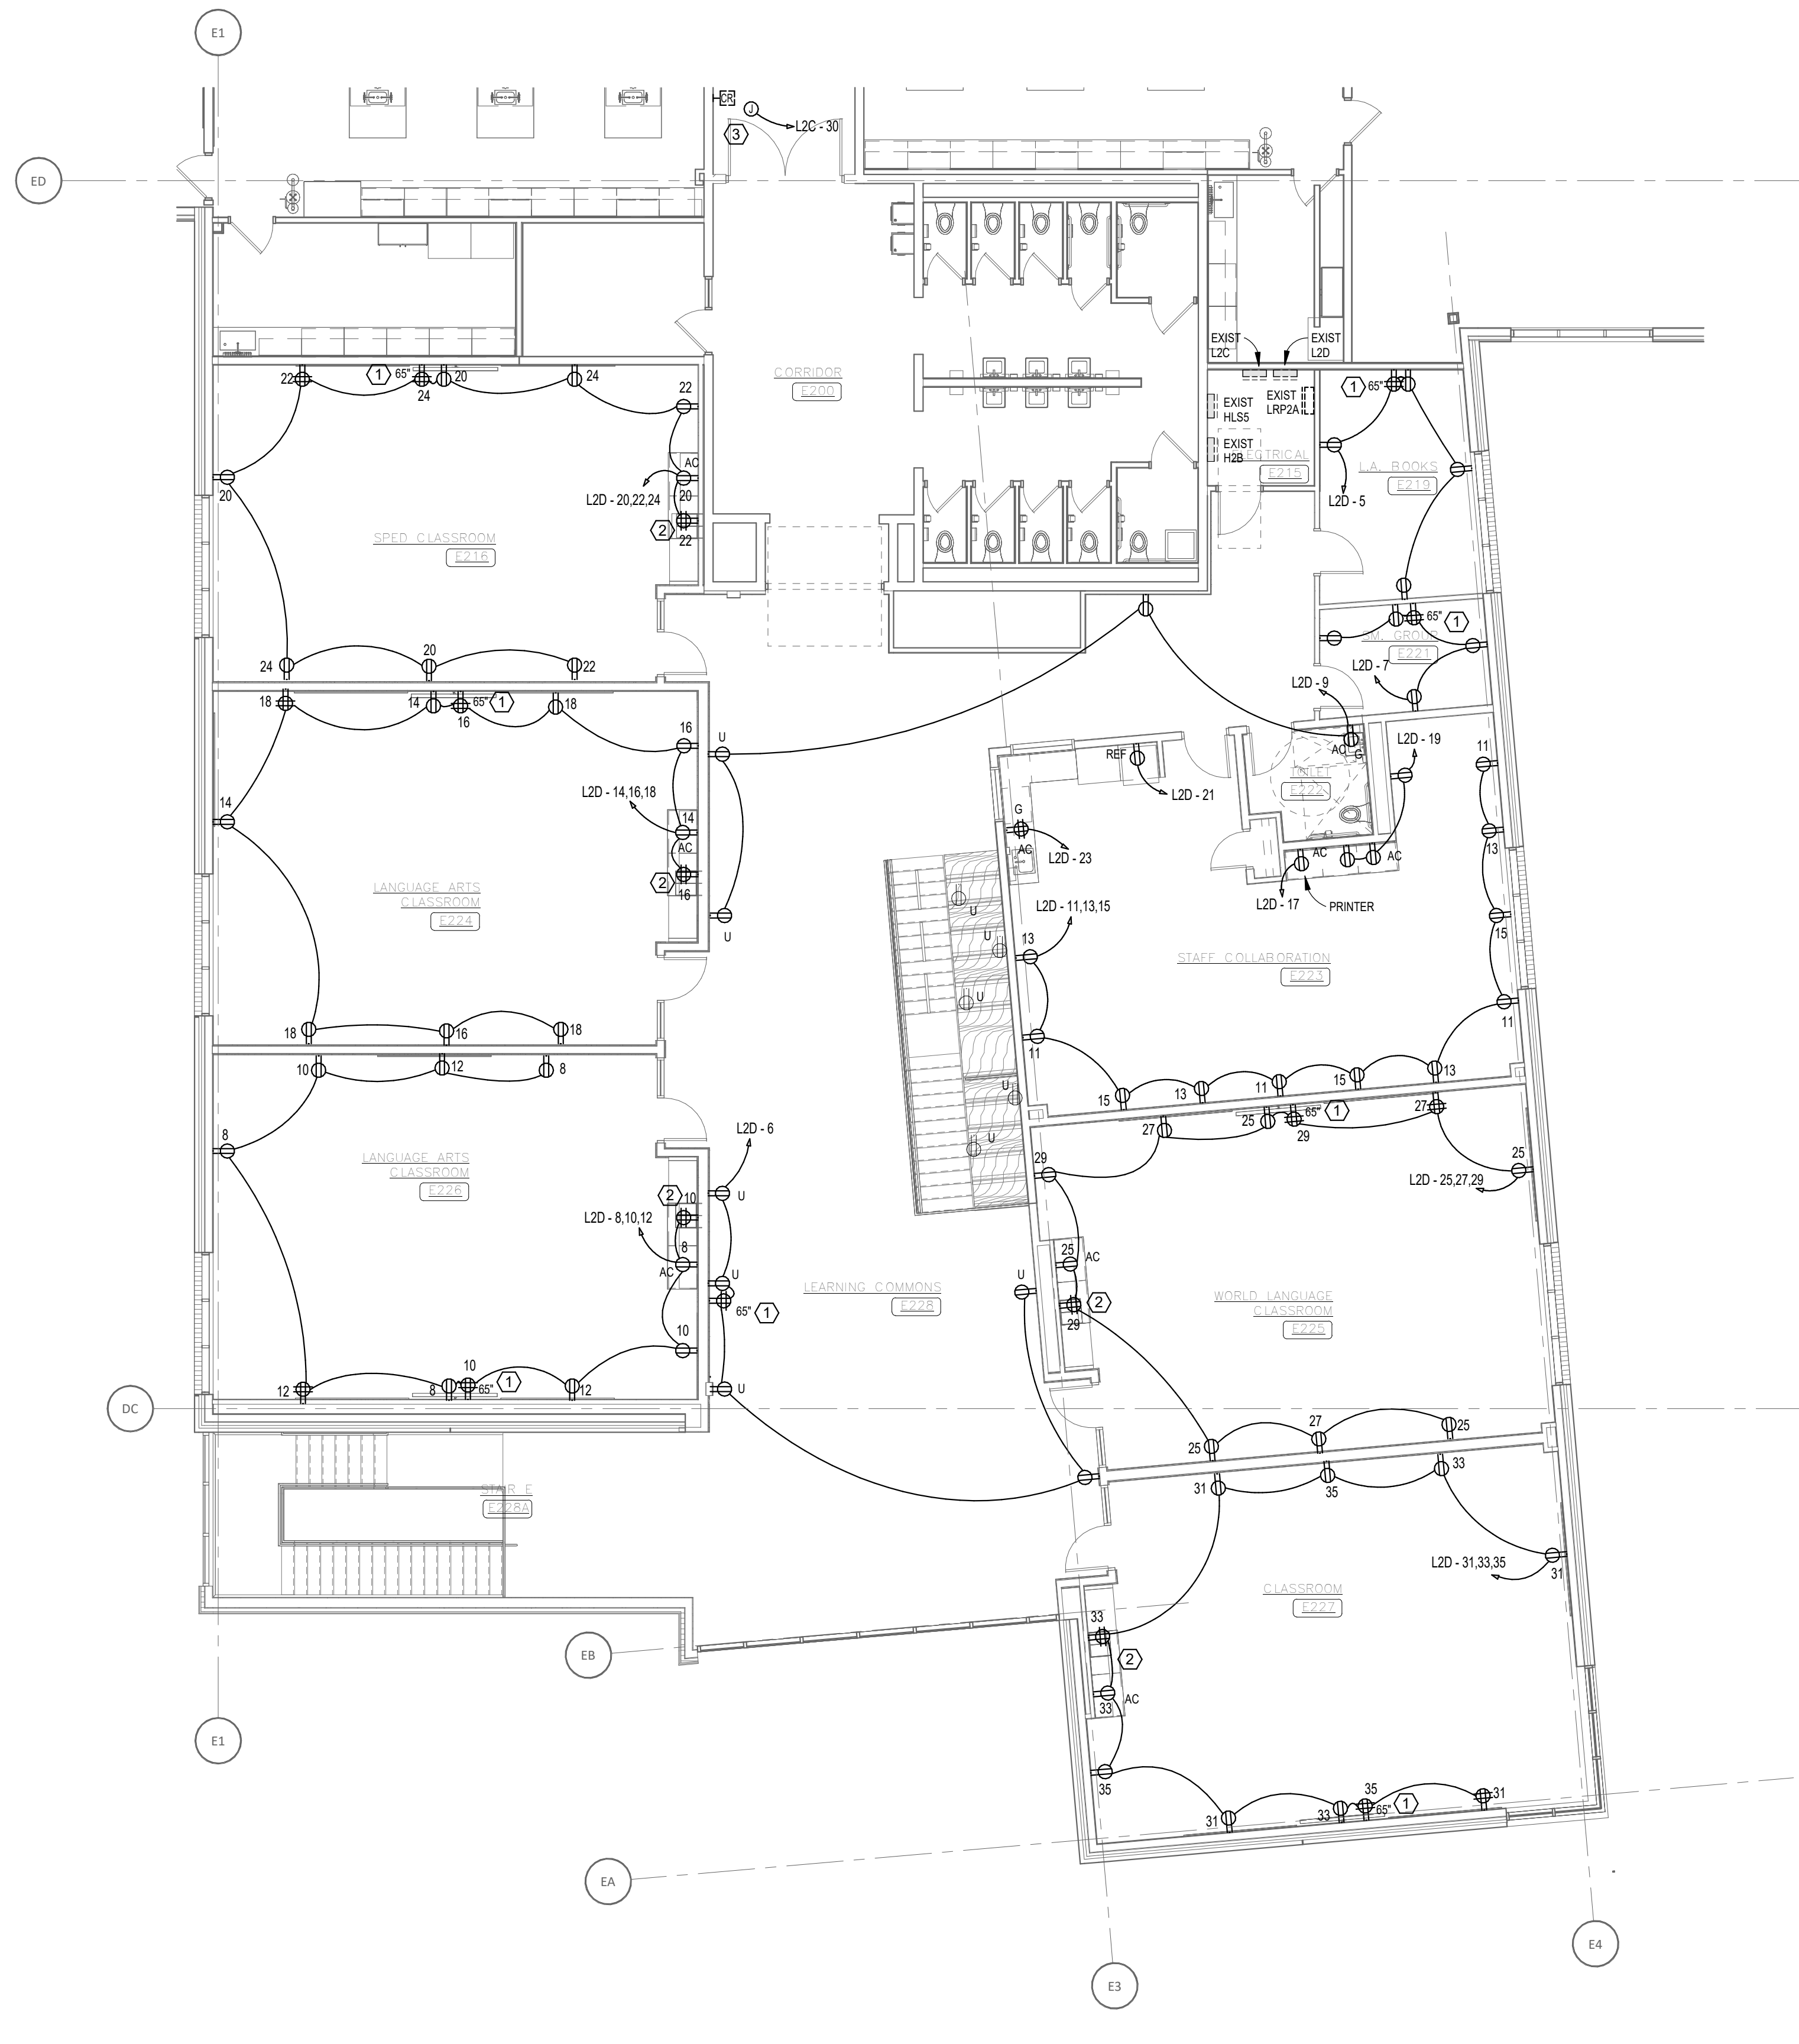 E1
CR
J
L2C - 30
3
ED
EXIST
L2C
EXIST
L2D
22
1
65"
24
20
24
22
CORRIDOR
E200
1
65"
EXIST
HLS5
EXIST
LRP2A
EXIST
H2B
ELECTRICAL
E215
L.A. BOOKS
E219
AC
20
L2D - 20,22,24
20
L2D - 5
2
22
SPED CLASSROOM
E216
65"
1
SM. GROUP
E221
24
20
22
L2D - 7
L2D - 9
18
14
16
65"
1
18
16
U
AC
G
L2D - 19
11
REF
TOILET
E222
L2D - 14,16,18
14
L2D - 21
14
G
AC
2
16
AC
L2D - 23
13
AC
AC
L2D - 17
PRINTER
LANGUAGE ARTS
CLASSROOM
E224
U
U
L2D - 11,13,15
15
U
13
STAFF COLLABORATION
E223
U
18
16
18
11
11
10
12
8
U
15
13
11
15
13
8
L2D - 6
U
27
25
65"
1
29
27
29
25
L2D - 25,27,29
LANGUAGE ARTS
CLASSROOM
E226
2
10
U
L2D - 8,10,12
8
AC
U
65"
1
LEARNING COMMONS
E228
U
25
AC
2
29
WORLD LANGUAGE
CLASSROOM
E225
10
12
8
10
65"
1
12
U
DC
25
27
25
STAIR E
E228A
31
35
33
L2D - 31,33,35
31
CLASSROOM
E227
33
EB
2
33
AC
E1
35
31
33
35
65"
1
31
EA
E4
E3